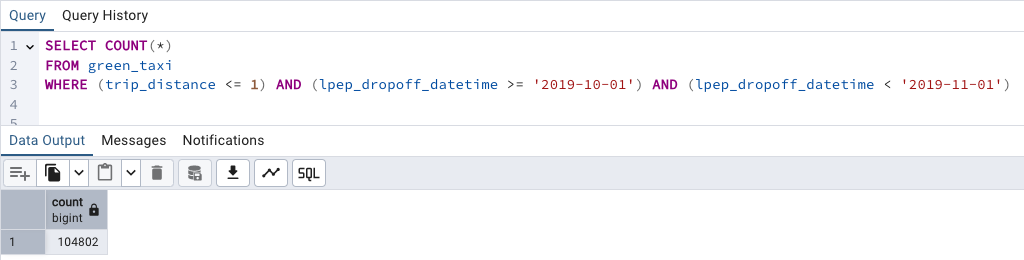 Query Query History
1 SELECT COUNT(*)
2 FROM green_taxi
3 WHERE (trip_distance <= 1) AND (lpep_dropoff_datetime >= '2019-10-01') AND (lpep_dropoff_datetime < '2019-11-01')
4
5
Data Output Messages Notifications
SQL
count
bigint
1 104802